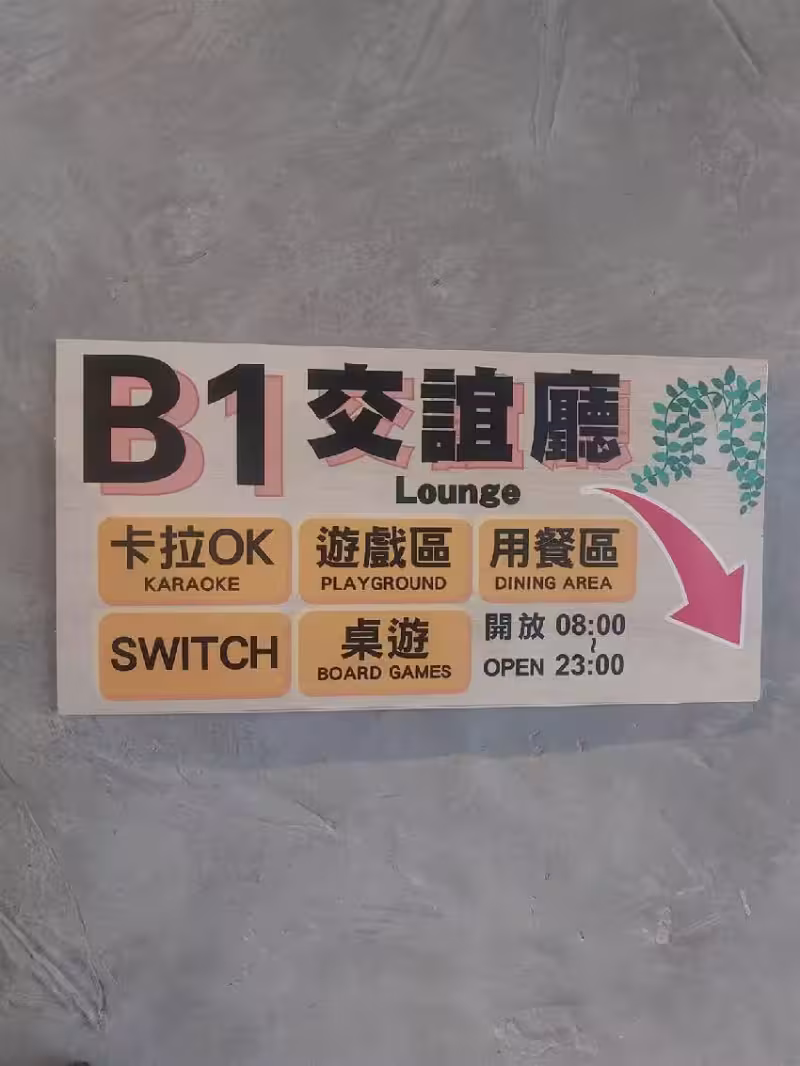 B1 交誼廳
Lounge
卡拉OK
KARAOKE
遊戲區
PLAYGROUND
用餐區
DINING AREA
SWITCH
桌遊
BOARD GAMES
開放 08:00
~
OPEN 23:00